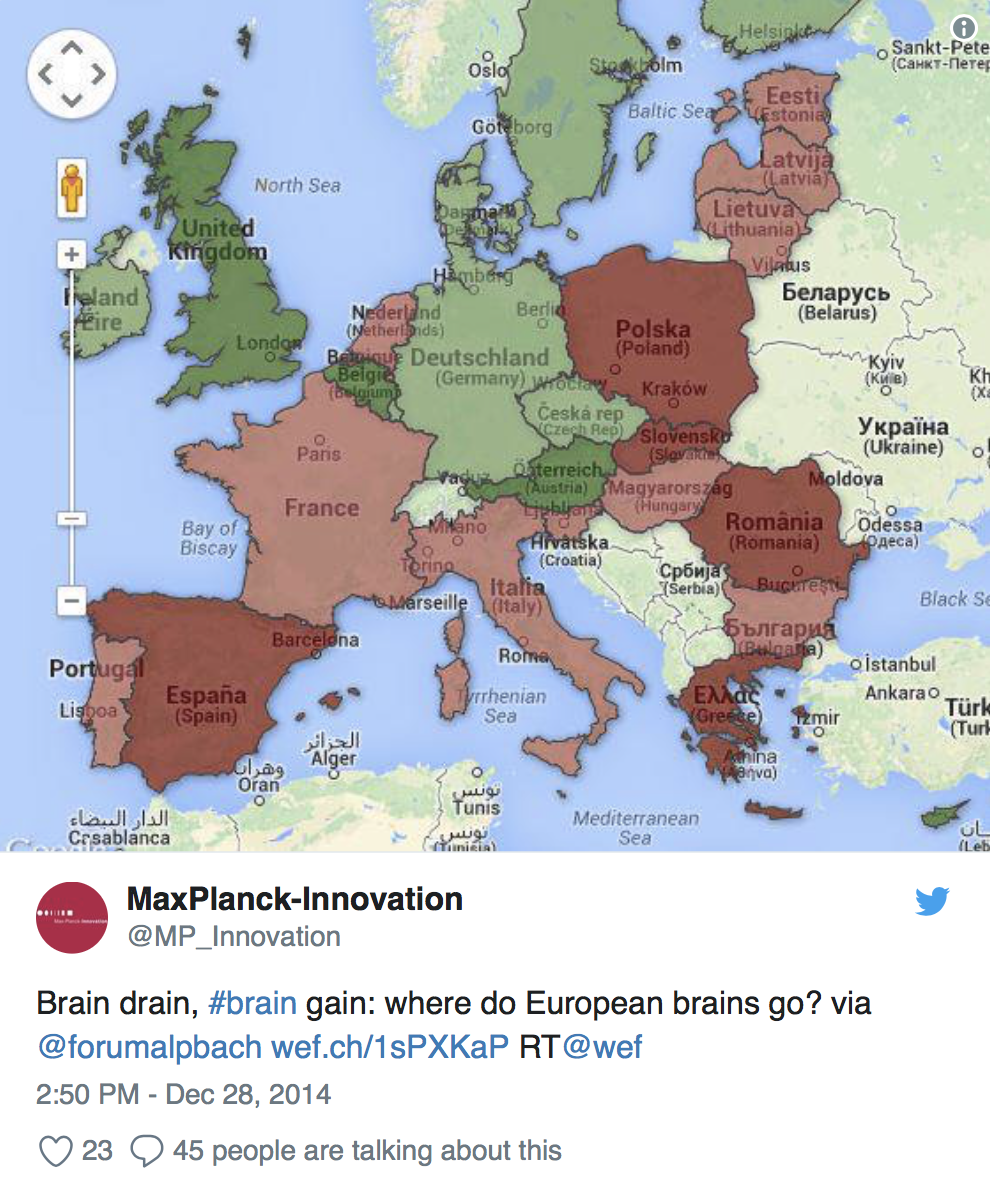 Helsinki
Sankt-Pete
(Санкт-Петер
Oslo
Stockholm
Eesti
(Estonia)
Baltic Sea
Göteborg
Latvija
(Latvia)
North Sea
Danmark
Lietuva
(Lithuania)
United
Kingdom
Vilnius
Hamburg
Беларусь
(Belarus)
Ireland
Éire
Nederland
(Netherlands)
Berlin
Polska
(Poland)
London
Belgique
België
(Belgium)
Deutschland
(Germany)
Wrocław
Kraków
Kyiv
(Київ)
Kh
(Ха
Česká rep
(Czech Rep)
Україна
(Ukraine)
Slovensko
(Slovakia)
Paris
Vaduz
Österreich
(Austria)
Magyarország
(Hungary)
Moldova
France
Ljubljana
Milano
România
(Romania)
Odessa
(Одеса)
Bay of
Biscay
Hrvatska
(Croatia)
Torino
Србија
(Serbia)
București
Italia
(Italy)
Marseille
Black Se
Barcelona
България
(Bulgaria)
Portugal
Roma
İstanbul
España
(Spain)
Lisboa
Tyrrhenian
Sea
Ελλάς
(Greece)
Ankara
Türk
(Turk
İzmir
الجزائر
Alger
وهران
Oran
Athina
(Αθήνα)
تونس
Tunis
الدار البيضاء
Casablanca
Mediterranean
Sea
تونس
(Tunisia)
(Leb
Google
MaxPlanck-Innovation
@MP_Innovation
Brain drain, #brain gain: where do European brains go? via
@forumalpbach wef.ch/1sPXKaP RT@wef
2:50 PM - Dec 28, 2014
23 45 people are talking about this